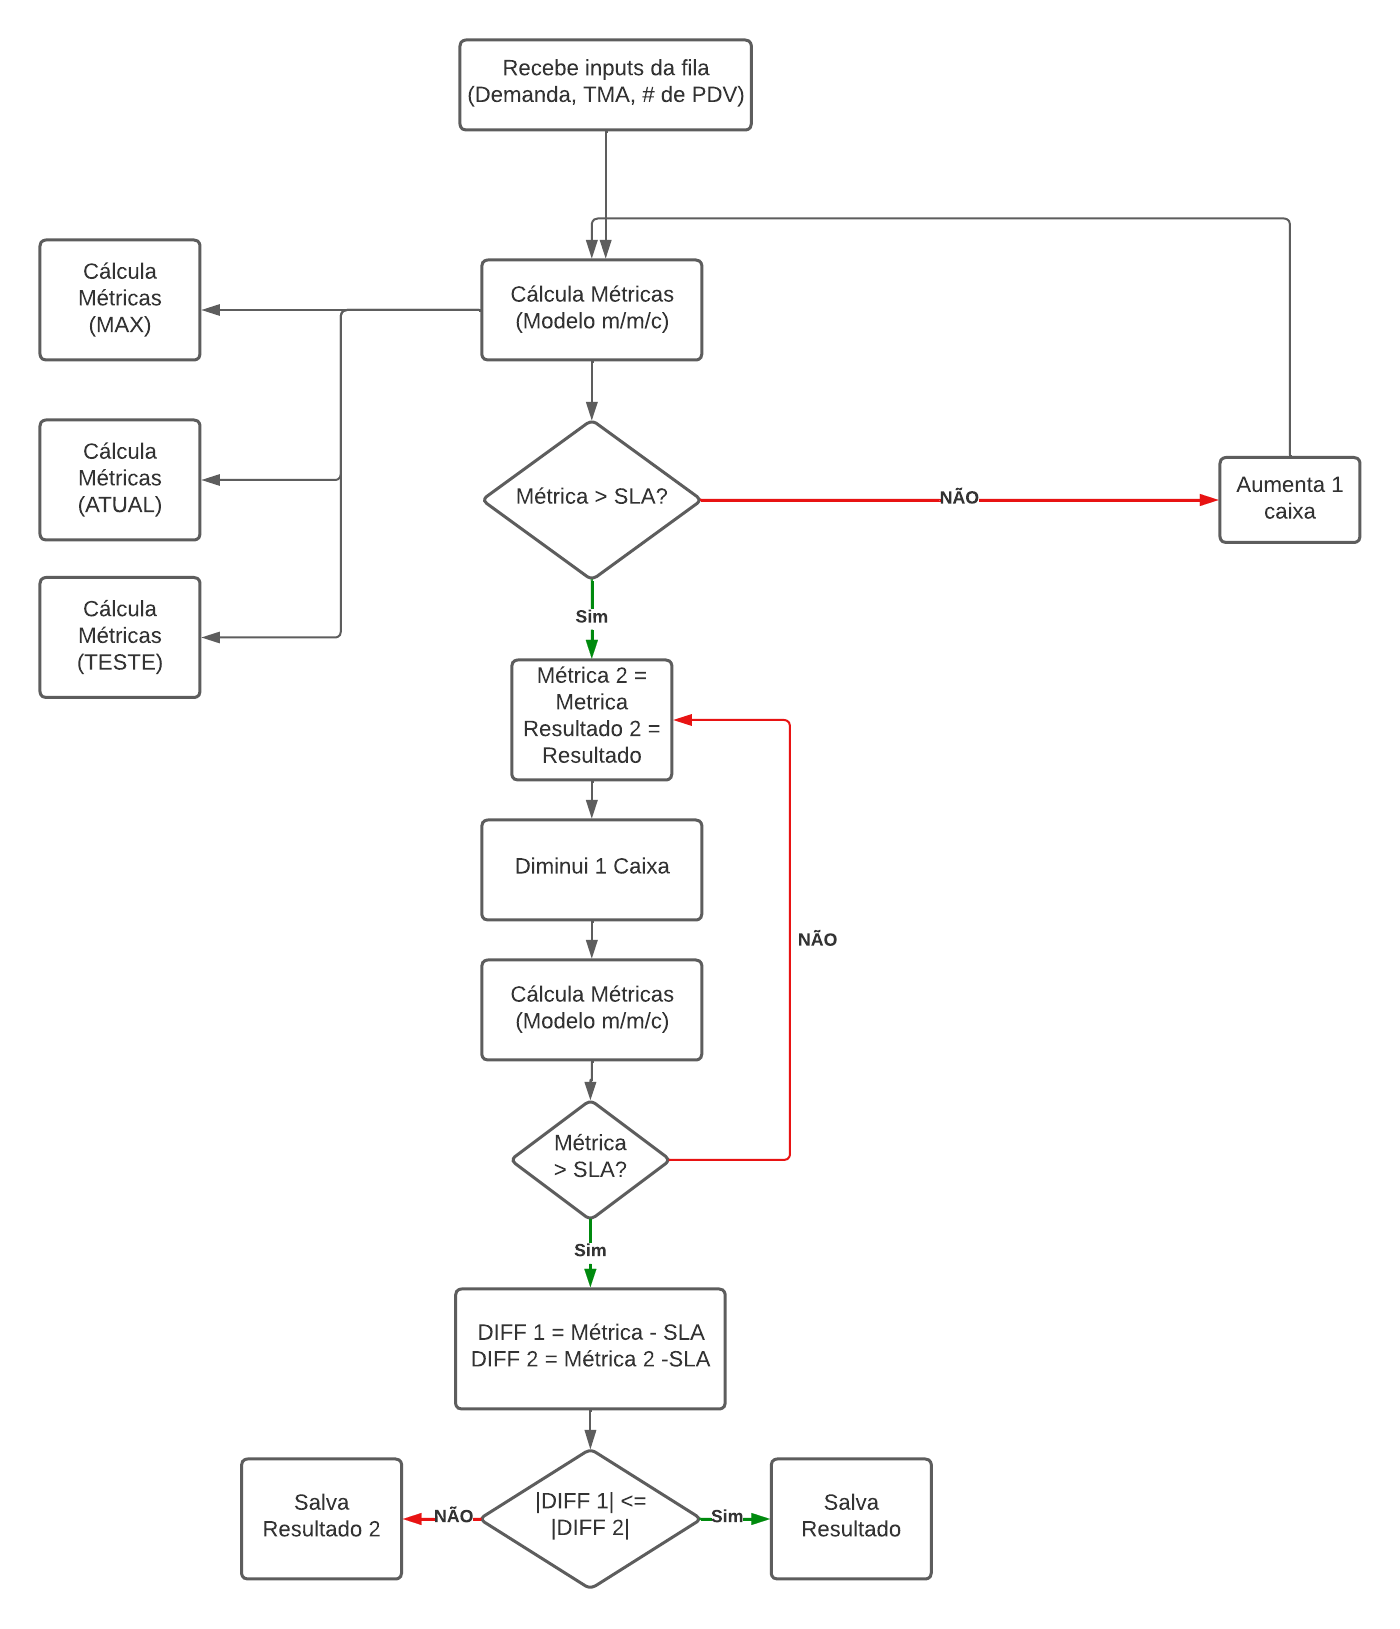 Recebe inputs da fila
(Demanda, TMA, # de PDV)
Cálcula
Métricas
(MAX)
Cálcula Métricas
(Modelo m/m/c)
Cálcula
Métricas
(ATUAL)
Métrica > SLA?
NÃO
Aumenta 1
caixa
Cálcula
Métricas
(TESTE)
Sim
Métrica 2 =
Metrica
Resultado 2 =
Resultado
Diminui 1 Caixa
NÃO
Cálcula Métricas
(Modelo m/m/c)
Métrica
> SLA?
Sim
DIFF 1 = Métrica - SLA
DIFF 2 = Métrica 2 -SLA
Salva
Resultado 2
NÃO
|DIFF 1| <=
|DIFF 2|
Sim
Salva
Resultado